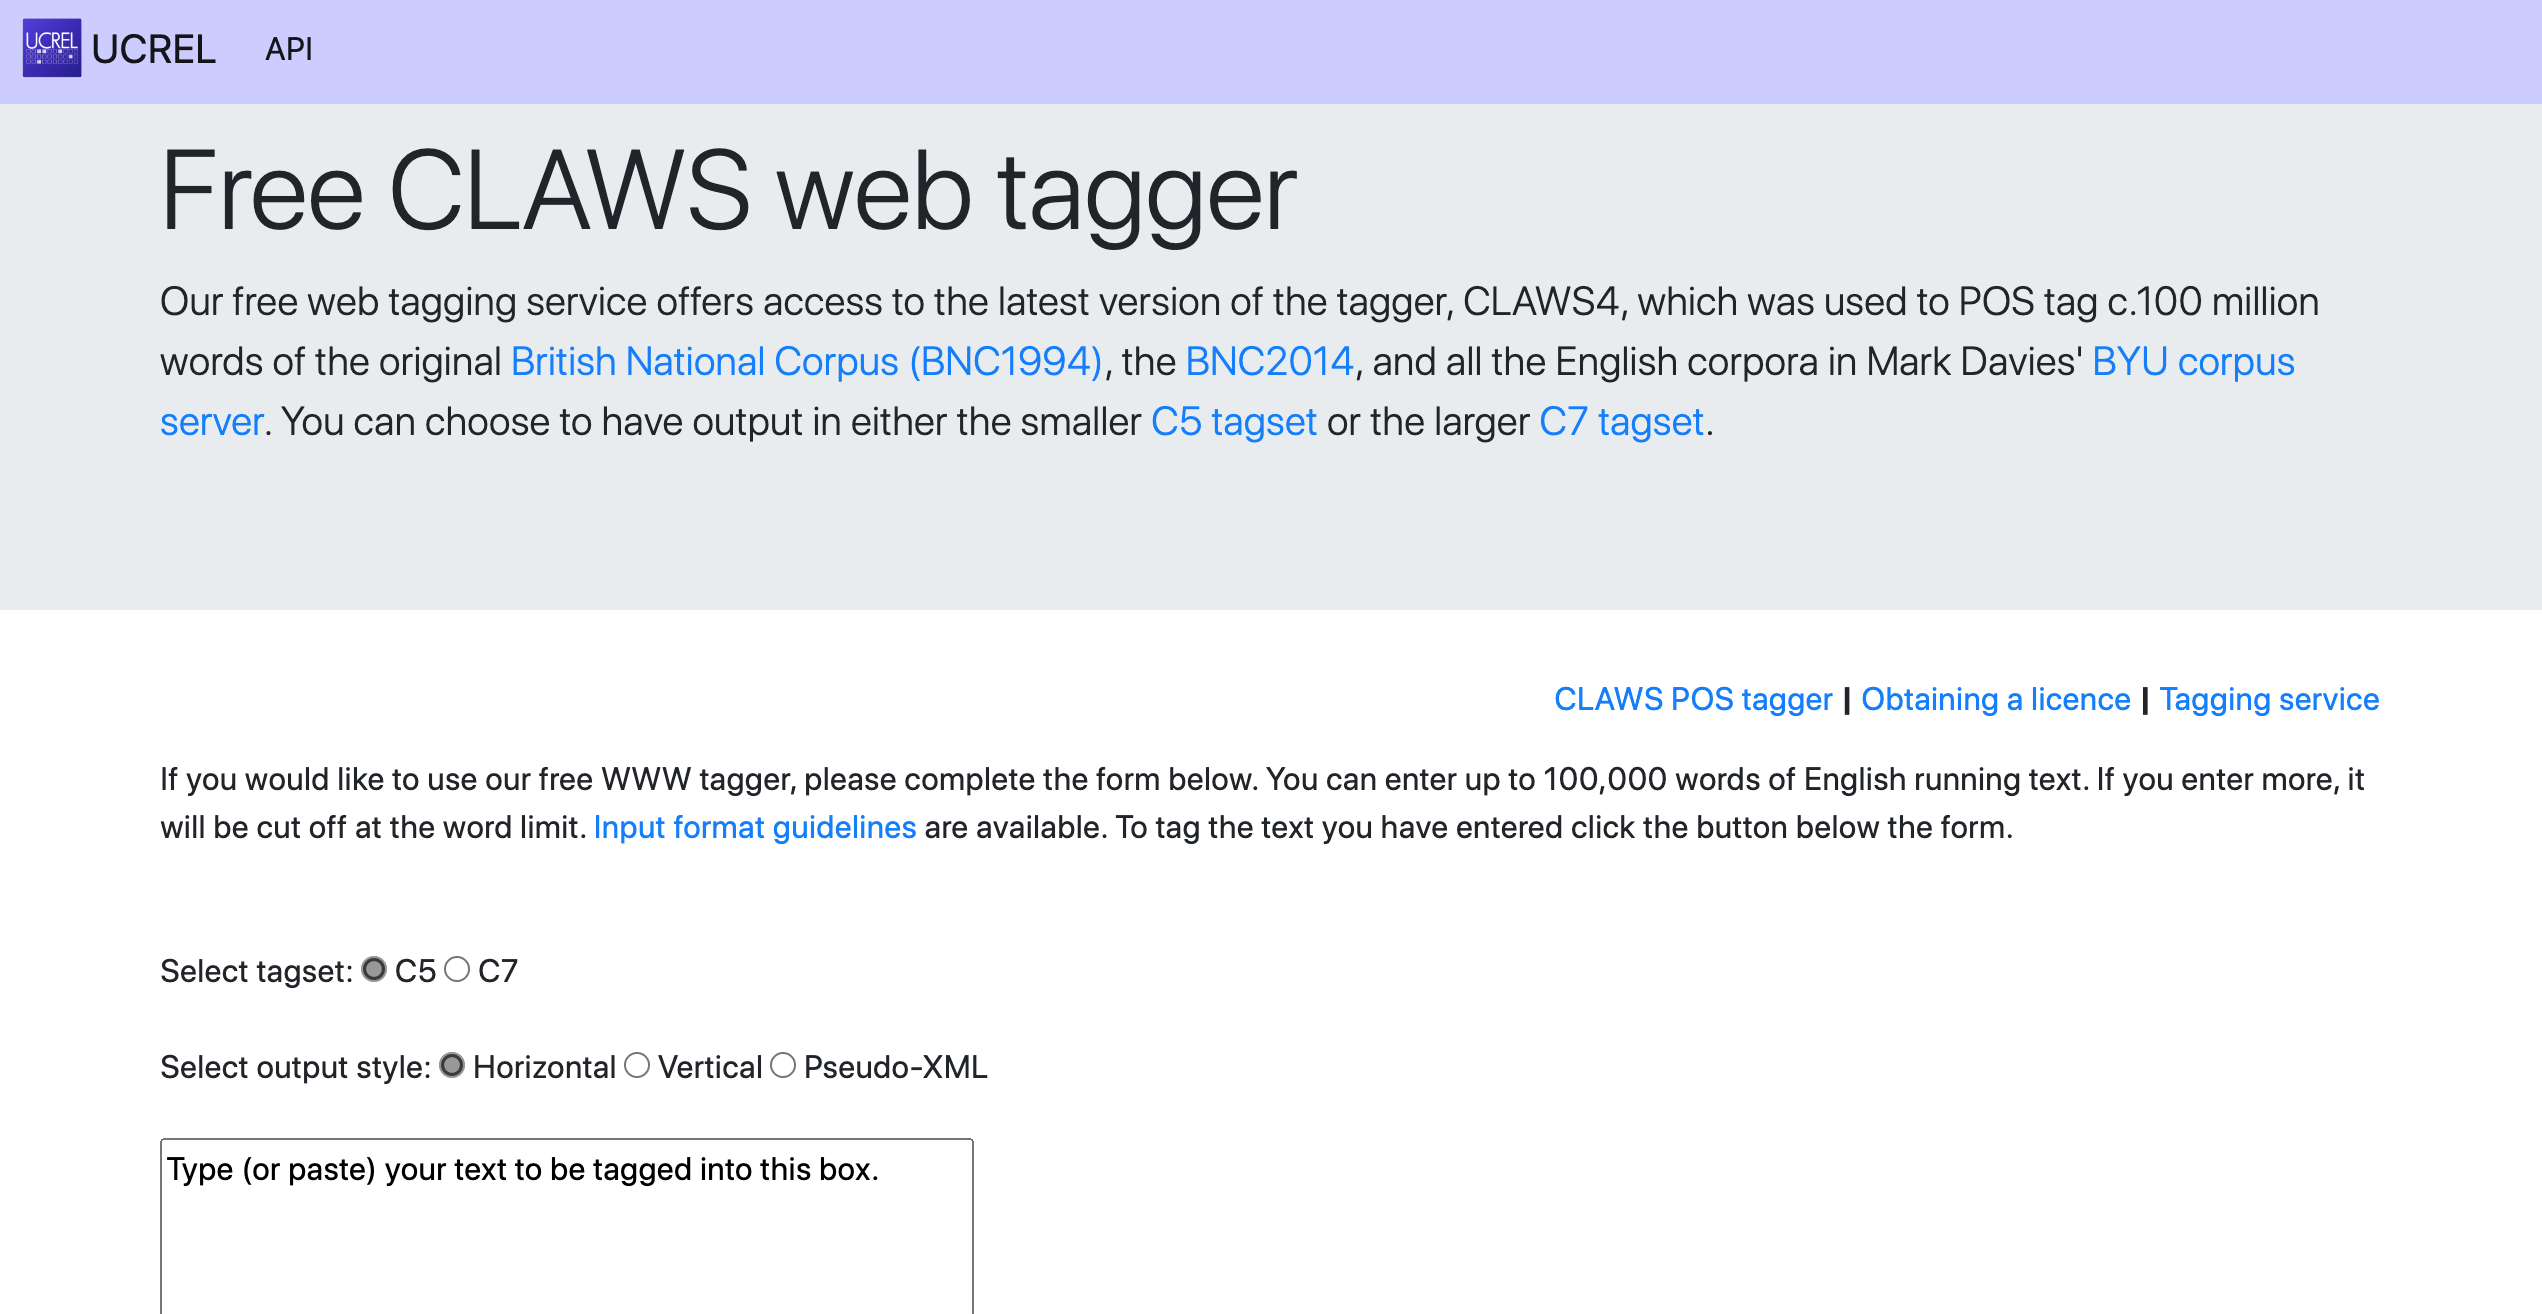 UCREL UCREL API
Free CLAWS web tagger
Our free web tagging service offers access to the latest version of the tagger, CLAWS4, which was used to POS tag c.100 million
words of the original British National Corpus (BNC1994), the BNC2014, and all the English corpora in Mark Davies' BYU corpus
server. You can choose to have output in either the smaller C5 tagset or the larger C7 tagset.
CLAWS POS tagger | Obtaining a licence | Tagging service
If you would like to use our free WWW tagger, please complete the form below. You can enter up to 100,000 words of English running text. If you enter more, it
will be cut off at the word limit. Input format guidelines are available. To tag the text you have entered click the button below the form.
Select tagset: C5 C7
Select output style: Horizontal Vertical Pseudo-XML
Type (or paste) your text to be tagged into this box.